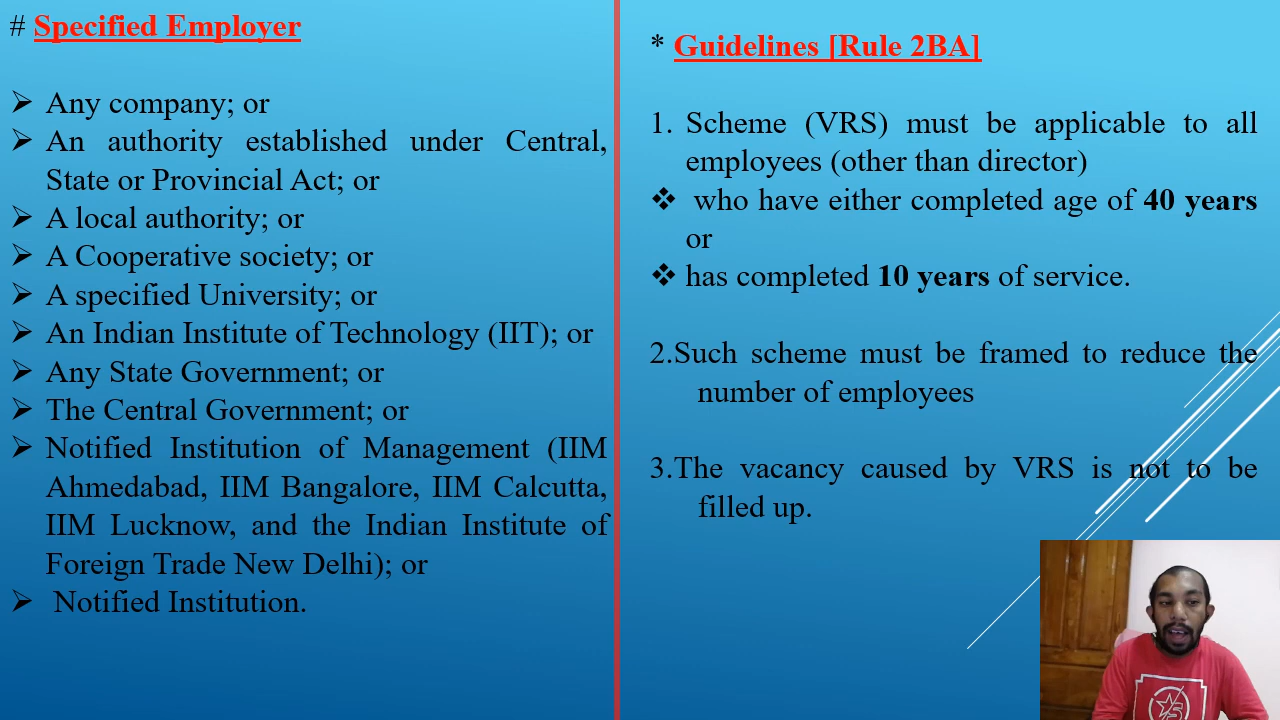 # Specified Employer
➢ Any company; or
➢ An authority established under Central,
State or Provincial Act; or
➢ A local authority; or
➢ A Cooperative society; or
➢ A specified University; or
➢ An Indian Institute of Technology (IIT); or
➢ Any State Government; or
➢ The Central Government; or
➢ Notified Institution of Management (IIM
Ahmedabad, IIM Bangalore, IIM Calcutta,
IIM Lucknow, and the Indian Institute of
Foreign Trade New Delhi); or
➢ Notified Institution.
* Guidelines [Rule 2BA]
1. Scheme (VRS) must be applicable to all
employees (other than director)
❖ who have either completed age of 40 years
or
❖ has completed 10 years of service.
2.Such scheme must be framed to reduce the
number of employees
3.The vacancy caused by VRS is not to be
filled up.